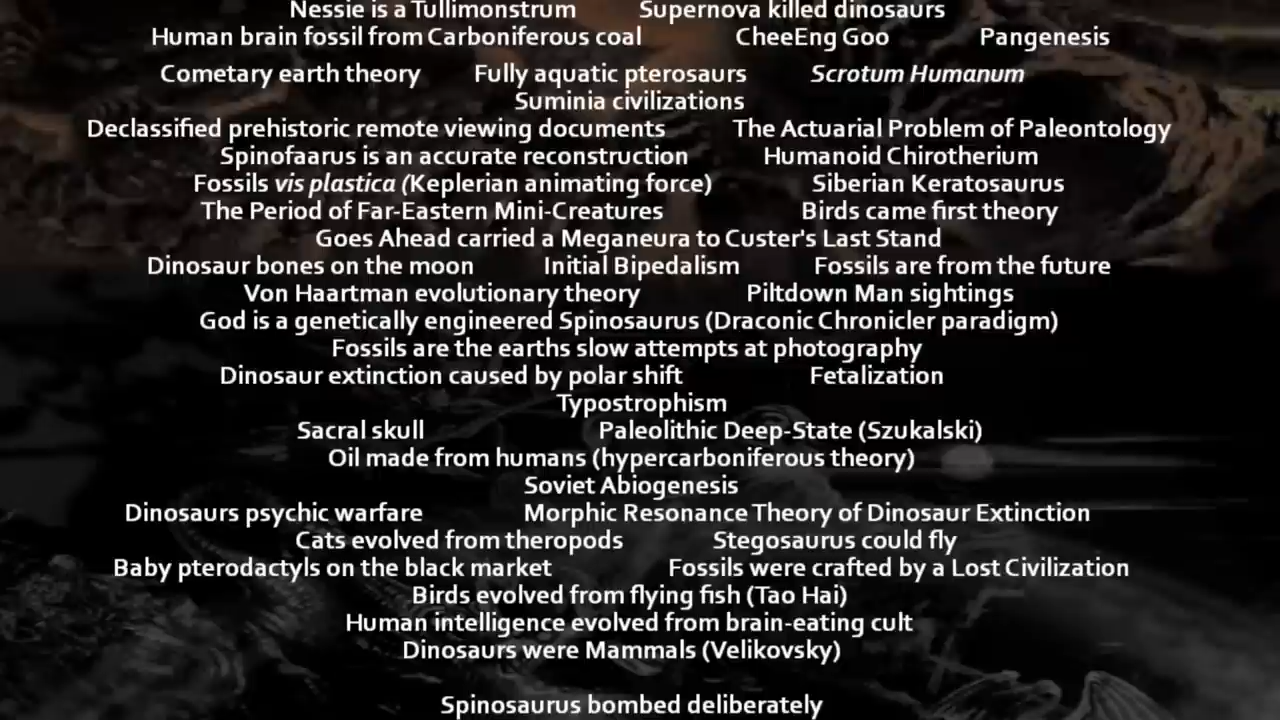 Nessie is a Tullimonstrum Supernova killed dinosaurs
Human brain fossil from Carboniferous coal CheeEng Goo Pangenesis
Cometary earth theory Fully aquatic pterosaurs Scrotum Humanum
Suminia civilizations
Declassified prehistoric remote viewing documents The Actuarial Problem of Paleontology
Spinofaarus is an accurate reconstruction Humanoid Chirotherium
Fossils vis plastica (Keplerian animating force) Siberian Keratosaurus
The Period of Far-Eastern Mini-Creatures Birds came first theory
Goes Ahead carried a Meganeura to Custer's Last Stand
Dinosaur bones on the moon Initial Bipedalism Fossils are from the future
Von Haartman evolutionary theory Piltdown Man sightings
God is a genetically engineered Spinosaurus (Draconic Chronicler paradigm)
Fossils are the earths slow attempts at photography
Dinosaur extinction caused by polar shift Fetalization
Typostrophism
Sacral skull Paleolithic Deep-State (Szukalski)
Oil made from humans (hypercarboniferous theory)
Soviet Abiogenesis
Dinosaurs psychic warfare Morphic Resonance Theory of Dinosaur Extinction
Cats evolved from theropods Stegosaurus could fly
Baby pterodactyls on the black market Fossils were crafted by a Lost Civilization
Birds evolved from flying fish (Tao Hai)
Human intelligence evolved from brain-eating cult
Dinosaurs were Mammals (Velikovsky)
Spinosaurus bombed deliberately